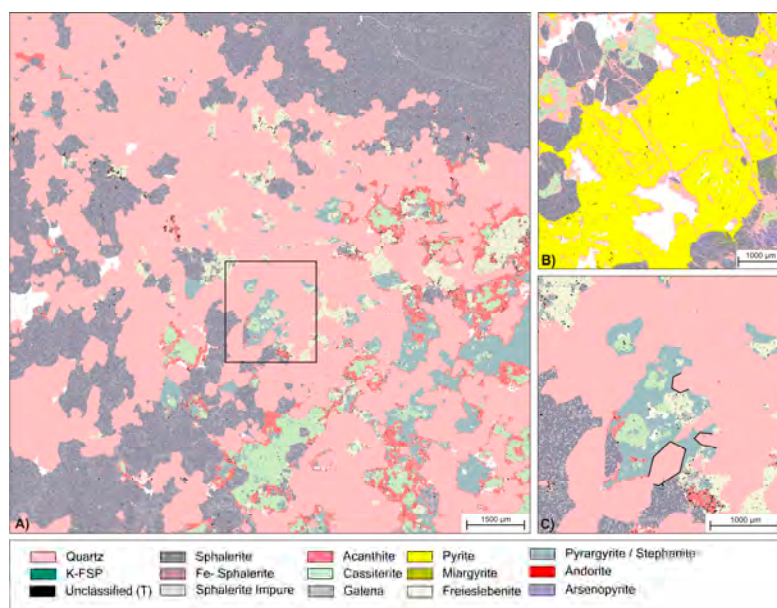 B)
1000 µm
A)
1500 µm
C)
1000 µm
Quartz
Sphalerite
Acanthite
Pyrite
Pyrargyrite / Stephanite
K-FSP
Fe- Sphalerite
Cassiterite
Miargyrite
Andorite
Unclassified (T)
Sphalerite Impure
Galena
Freieslebenite
Arsenopyrite